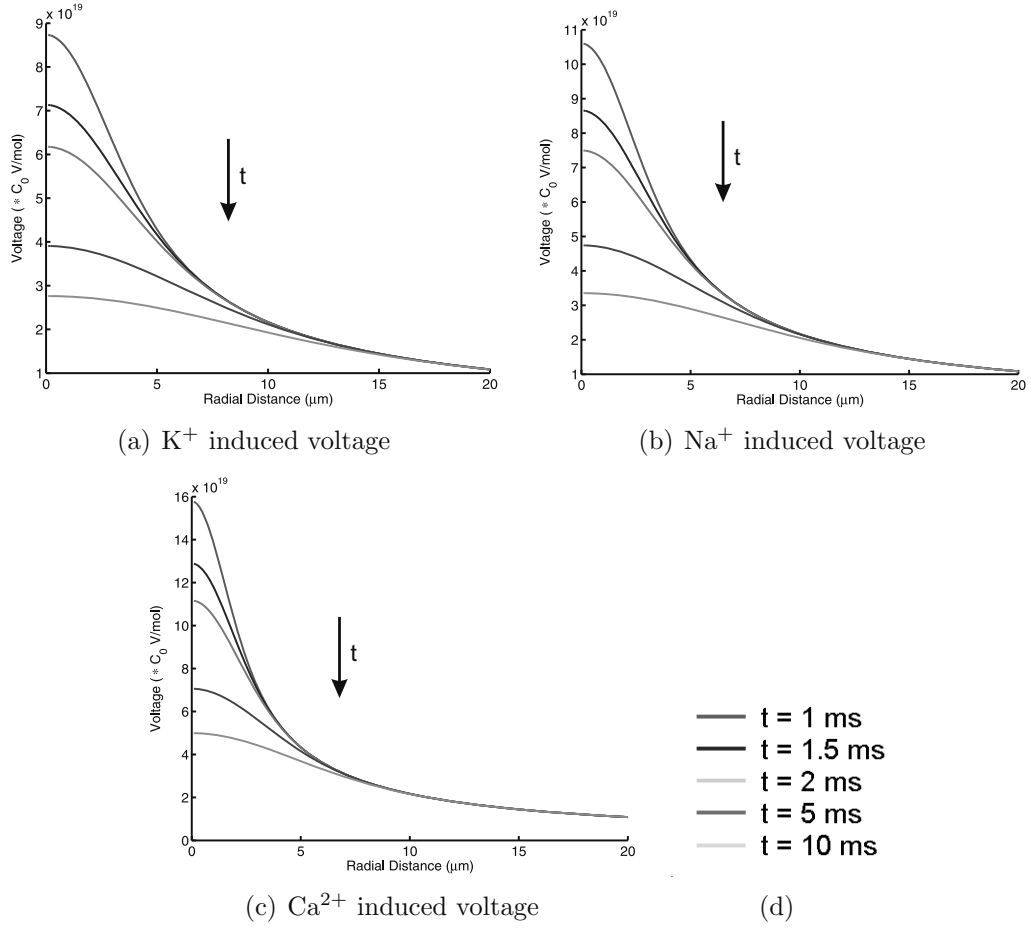 x 10^19
9
8
7
6
5
4
3
2
1
Voltage ( * C_0 V/mol)
t
0 5 10 15 20
Radial Distance (μm)
(a) K^+ induced voltage
x 10^19
11
10
9
8
7
6
5
4
3
2
1
Voltage ( * C_0 V/mol)
t
0 5 10 15 20
Radial Distance (μm)
(b) Na^+ induced voltage
x 10^19
16
14
12
10
8
6
4
2
0
Voltage ( * C_0 V/mol)
t
0 5 10 15 20
Radial Distance (μm)
(c) Ca^2+ induced voltage
t = 1 ms
t = 1.5 ms
t = 2 ms
t = 5 ms
t = 10 ms
(d)